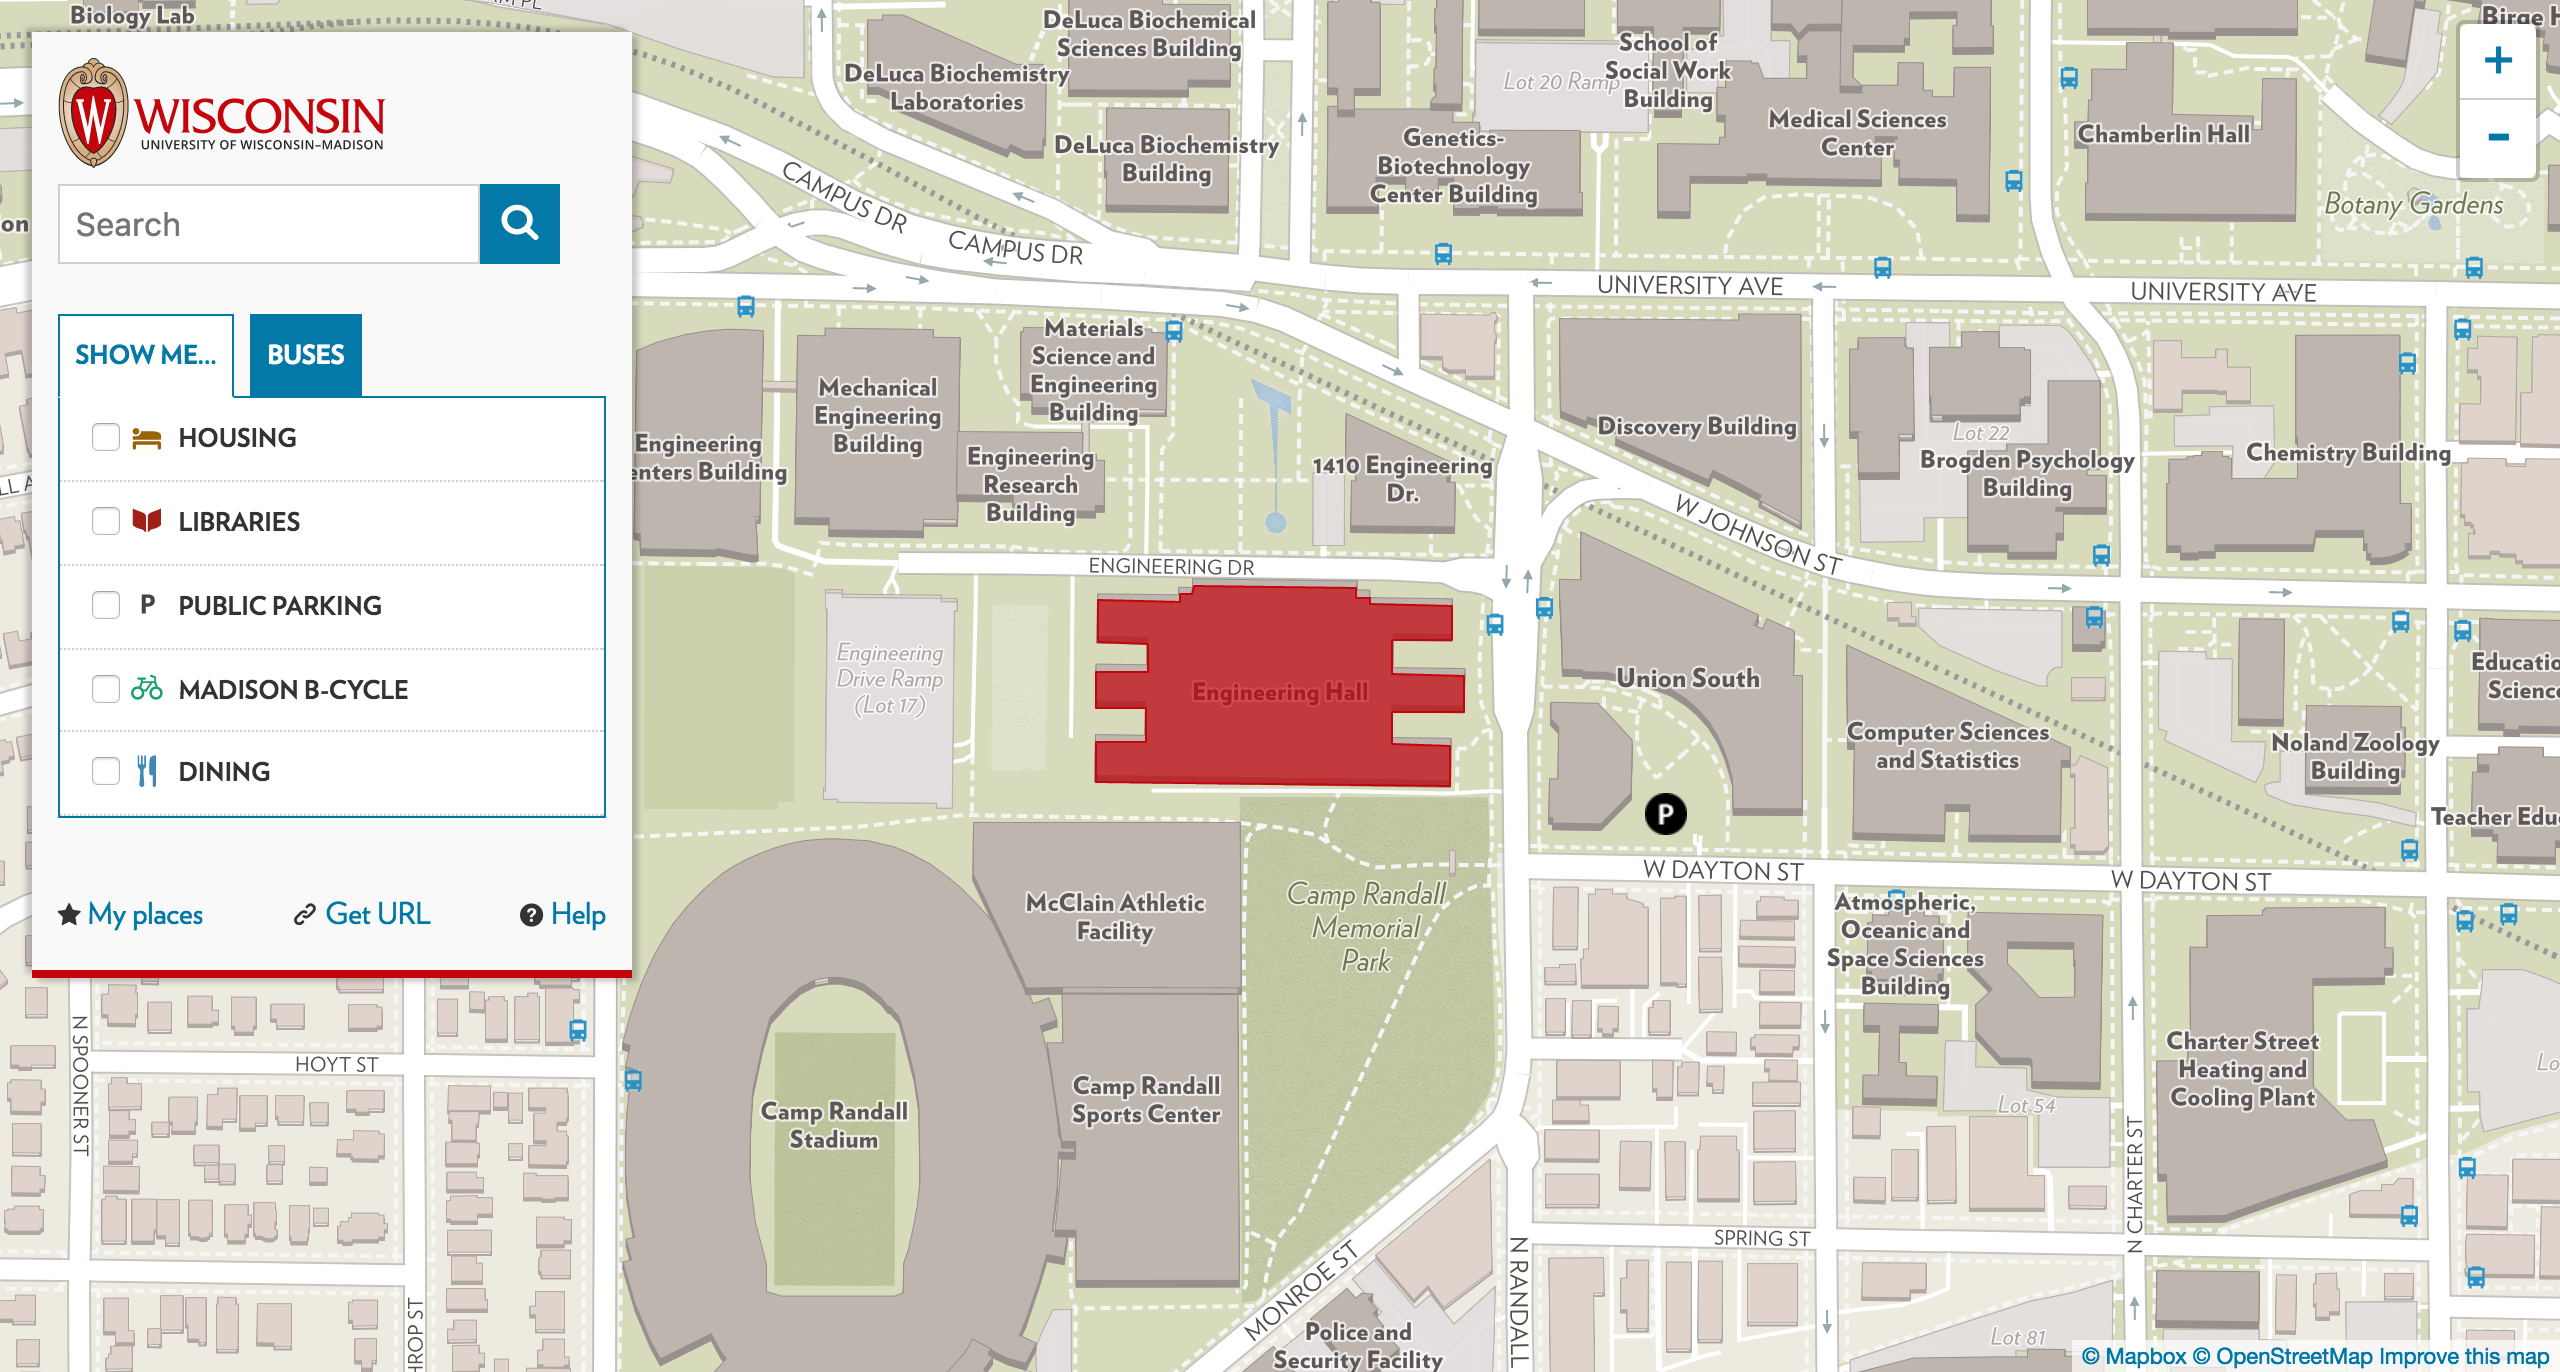 Biology Lab
WISCONSIN
UNIVERSITY OF WISCONSIN–MADISON
Search
SHOW ME...
BUSES
HOUSING
LIBRARIES
P PUBLIC PARKING
MADISON B-CYCLE
DINING
My places
Get URL
? Help
on
DeLuca Biochemical
Sciences Building
DeLuca Biochemistry
Laboratories
DeLuca Biochemistry
Building
Lot 20 Ramp
School of
Social Work
Building
Genetics-
Biotechnology
Center Building
Medical Sciences
Center
Chamberlin Hall
Birge H
+
-
Botany Gardens
CAMPUS DR
CAMPUS DR
UNIVERSITY AVE
UNIVERSITY AVE
Materials
Science and
Engineering
Building
Mechanical
Engineering
Building
Engineering
enters Building
Engineering
Research
Building
1410 Engineering
Dr.
Discovery Building
Lot 22
Brogden Psychology
Building
Chemistry Building
W JOHNSON ST
ENGINEERING DR
Engineering
Drive Ramp
(Lot 17)
Engineering Hall
Union South
P
Computer Sciences
and Statistics
Noland Zoology
Building
Educatio
Science
Teacher Edu
W DAYTON ST
W DAYTON ST
McClain Athletic
Facility
Camp Randall
Memorial
Park
Atmospheric,
Oceanic and
Space Sciences
Building
Camp Randall
Stadium
Camp Randall
Sports Center
Charter Street
Heating and
Cooling Plant
Lot 54
Lo
N SPOONER ST
HOYT ST
HROP ST
MONROE ST
N RANDALL
SPRING ST
N CHARTER ST
Police and
Security Facility
Lot 81
© Mapbox © OpenStreetMap Improve this map